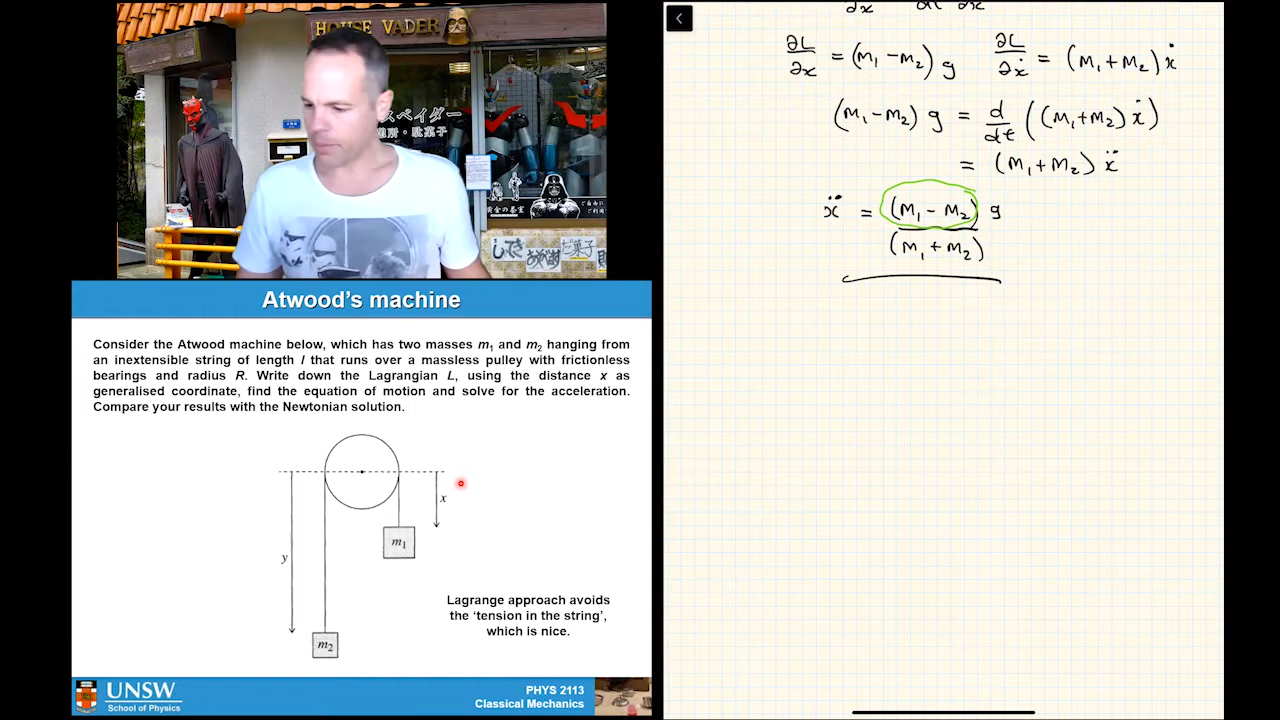 HOUSE VADER
スベイダー
Atwood's machine
Consider the Atwood machine below, which has two masses m₁ and m₂ hanging from
an inextensible string of length l that runs over a massless pulley with frictionless
bearings and radius R. Write down the Lagrangian L, using the distance x as
generalised coordinate, find the equation of motion and solve for the acceleration.
Compare your results with the Newtonian solution.
x
m₁
y
m₂
Lagrange approach avoids
the ‘tension in the string’,
which is nice.
UNSW
School of Physics
PHYS 2113
Classical Mechanics
∂x dt ∂ẋ
∂L/∂x = (m₁ - m₂) g ∂L/∂ẋ = (m₁ + m₂) ẋ
(m₁ - m₂) g = d/dt ((m₁ + m₂) ẋ)
= (m₁ + m₂) ẍ
ẍ = (m₁ - m₂) g
(m₁ + m₂)